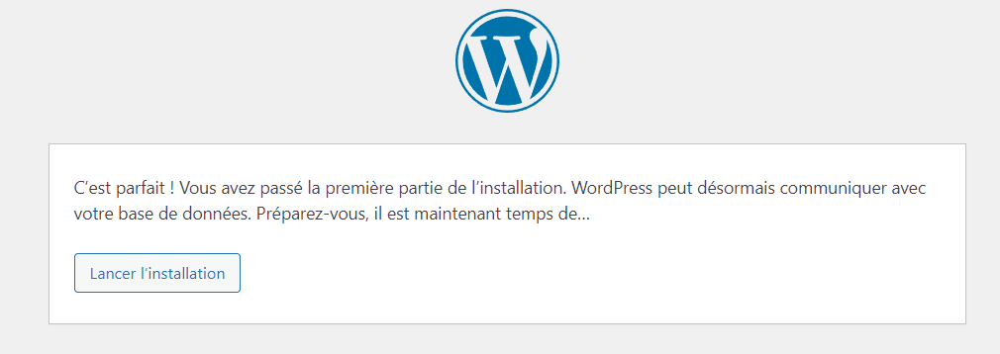 C’est parfait ! Vous avez passé la première partie de l’installation. WordPress peut désormais communiquer avec
votre base de données. Préparez-vous, il est maintenant temps de…
Lancer l’installation